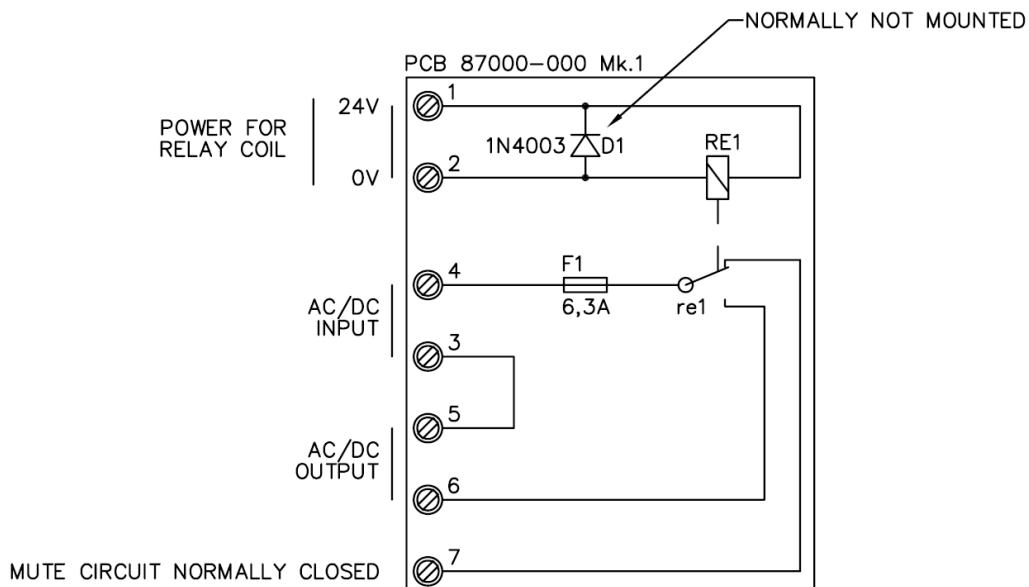 NORMALLY NOT MOUNTED
PCB 87000-000 Mk.1
POWER FOR
RELAY COIL
24V
1
1N4003
D1
RE1
0V
2
AC/DC
INPUT
4
F1
6,3A
re1
3
AC/DC
OUTPUT
5
6
MUTE CIRCUIT NORMALLY CLOSED
7